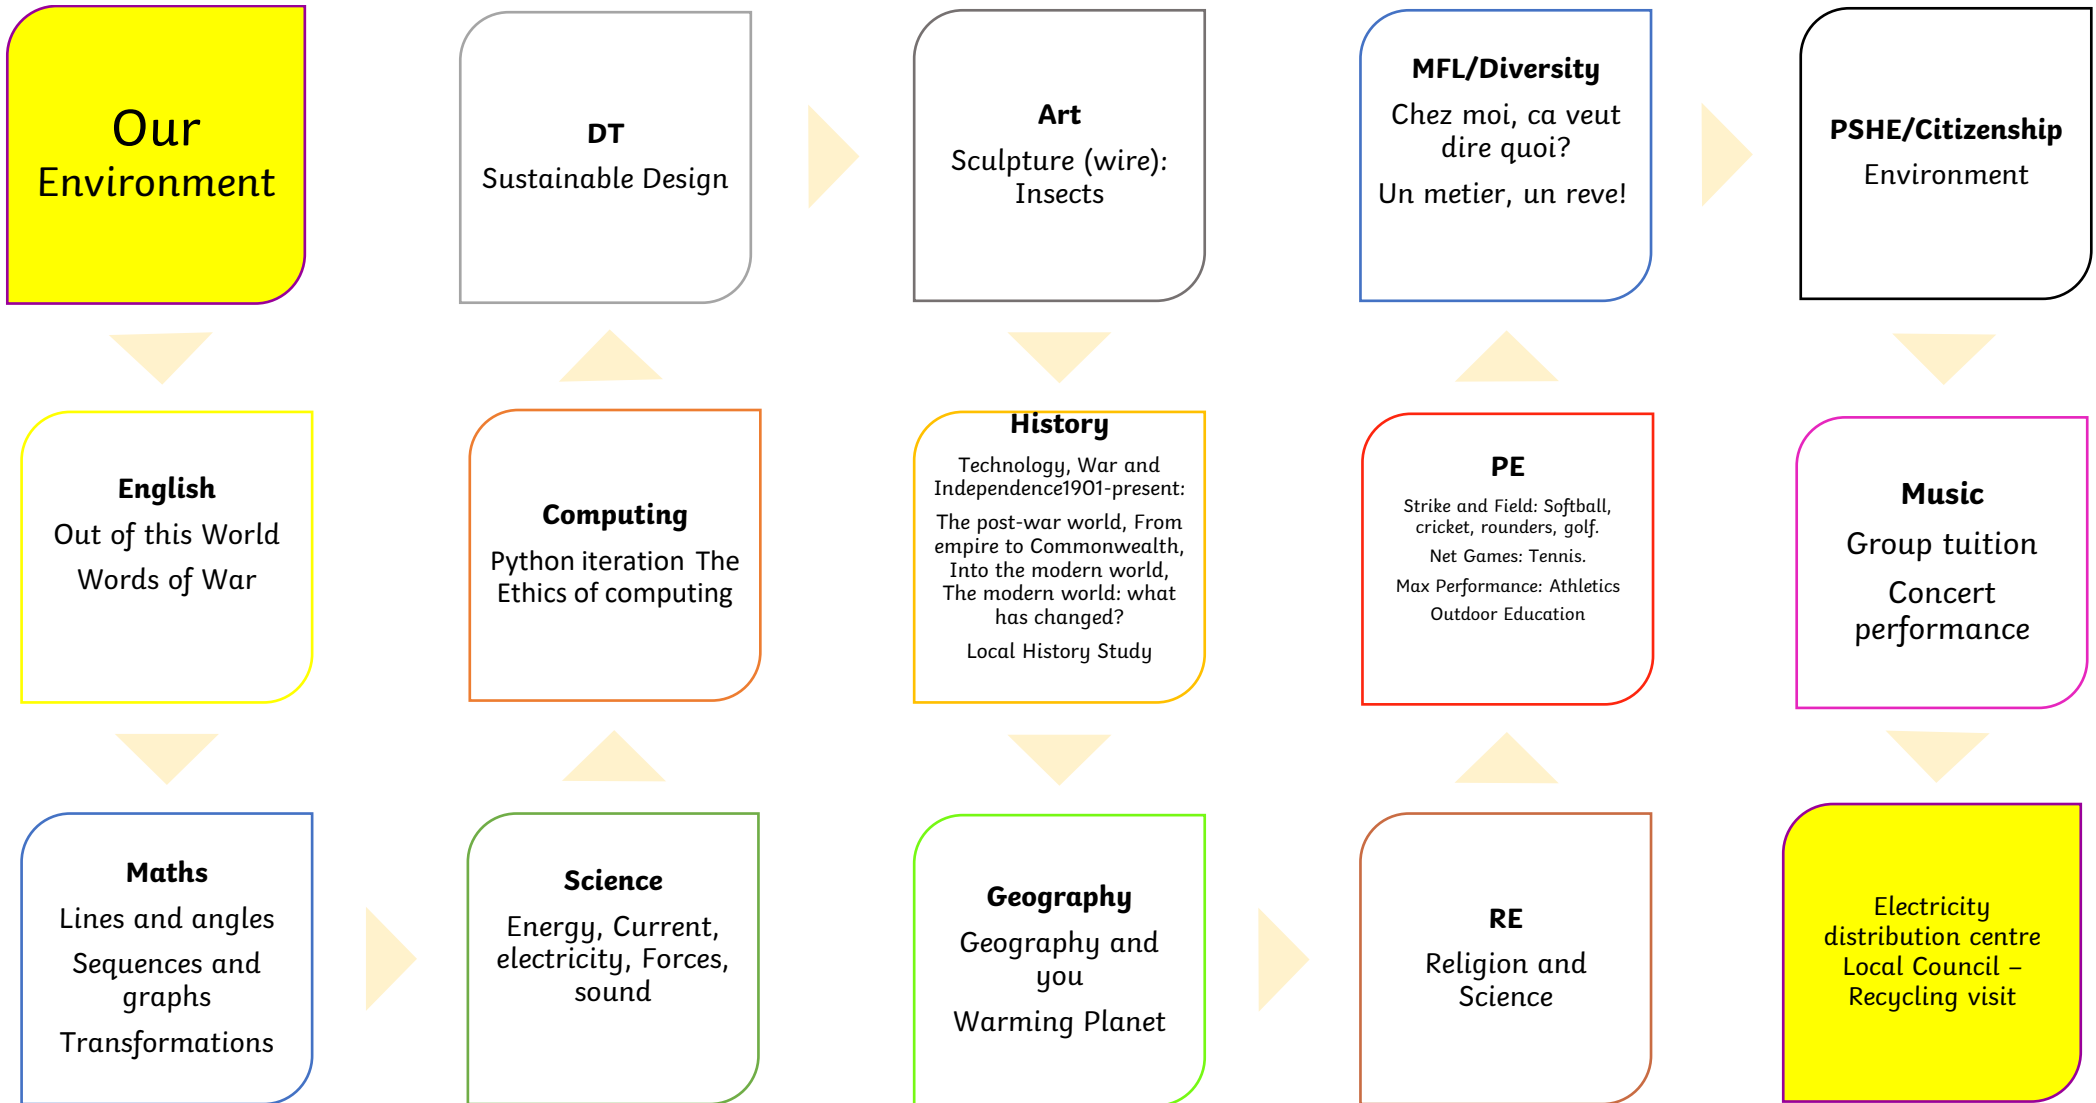 Our
Environment
English
Out of this World
Words of War
Maths
Lines and angles
Sequences and
graphs
Transformations
Science
Energy, Current,
electricity, Forces,
sound
Computing
Python iteration The
Ethics of computing
DT
Sustainable Design
Art
Sculpture (wire):
Insects
History
Technology, War and
Independence1901-present:
The post-war world, From
empire to Commonwealth,
Into the modern world,
The modern world: what
has changed?
Local History Study
Geography
Geography and
you
Warming Planet
RE
Religion and
Science
PE
Strike and Field: Softball,
cricket, rounders, golf.
Net Games: Tennis.
Max Performance: Athletics
Outdoor Education
MFL/Diversity
Chez moi, ca veut
dire quoi?
Un metier, un reve!
PSHE/Citizenship
Environment
Music
Group tuition
Concert
performance
Electricity
distribution centre
Local Council –
Recycling visit